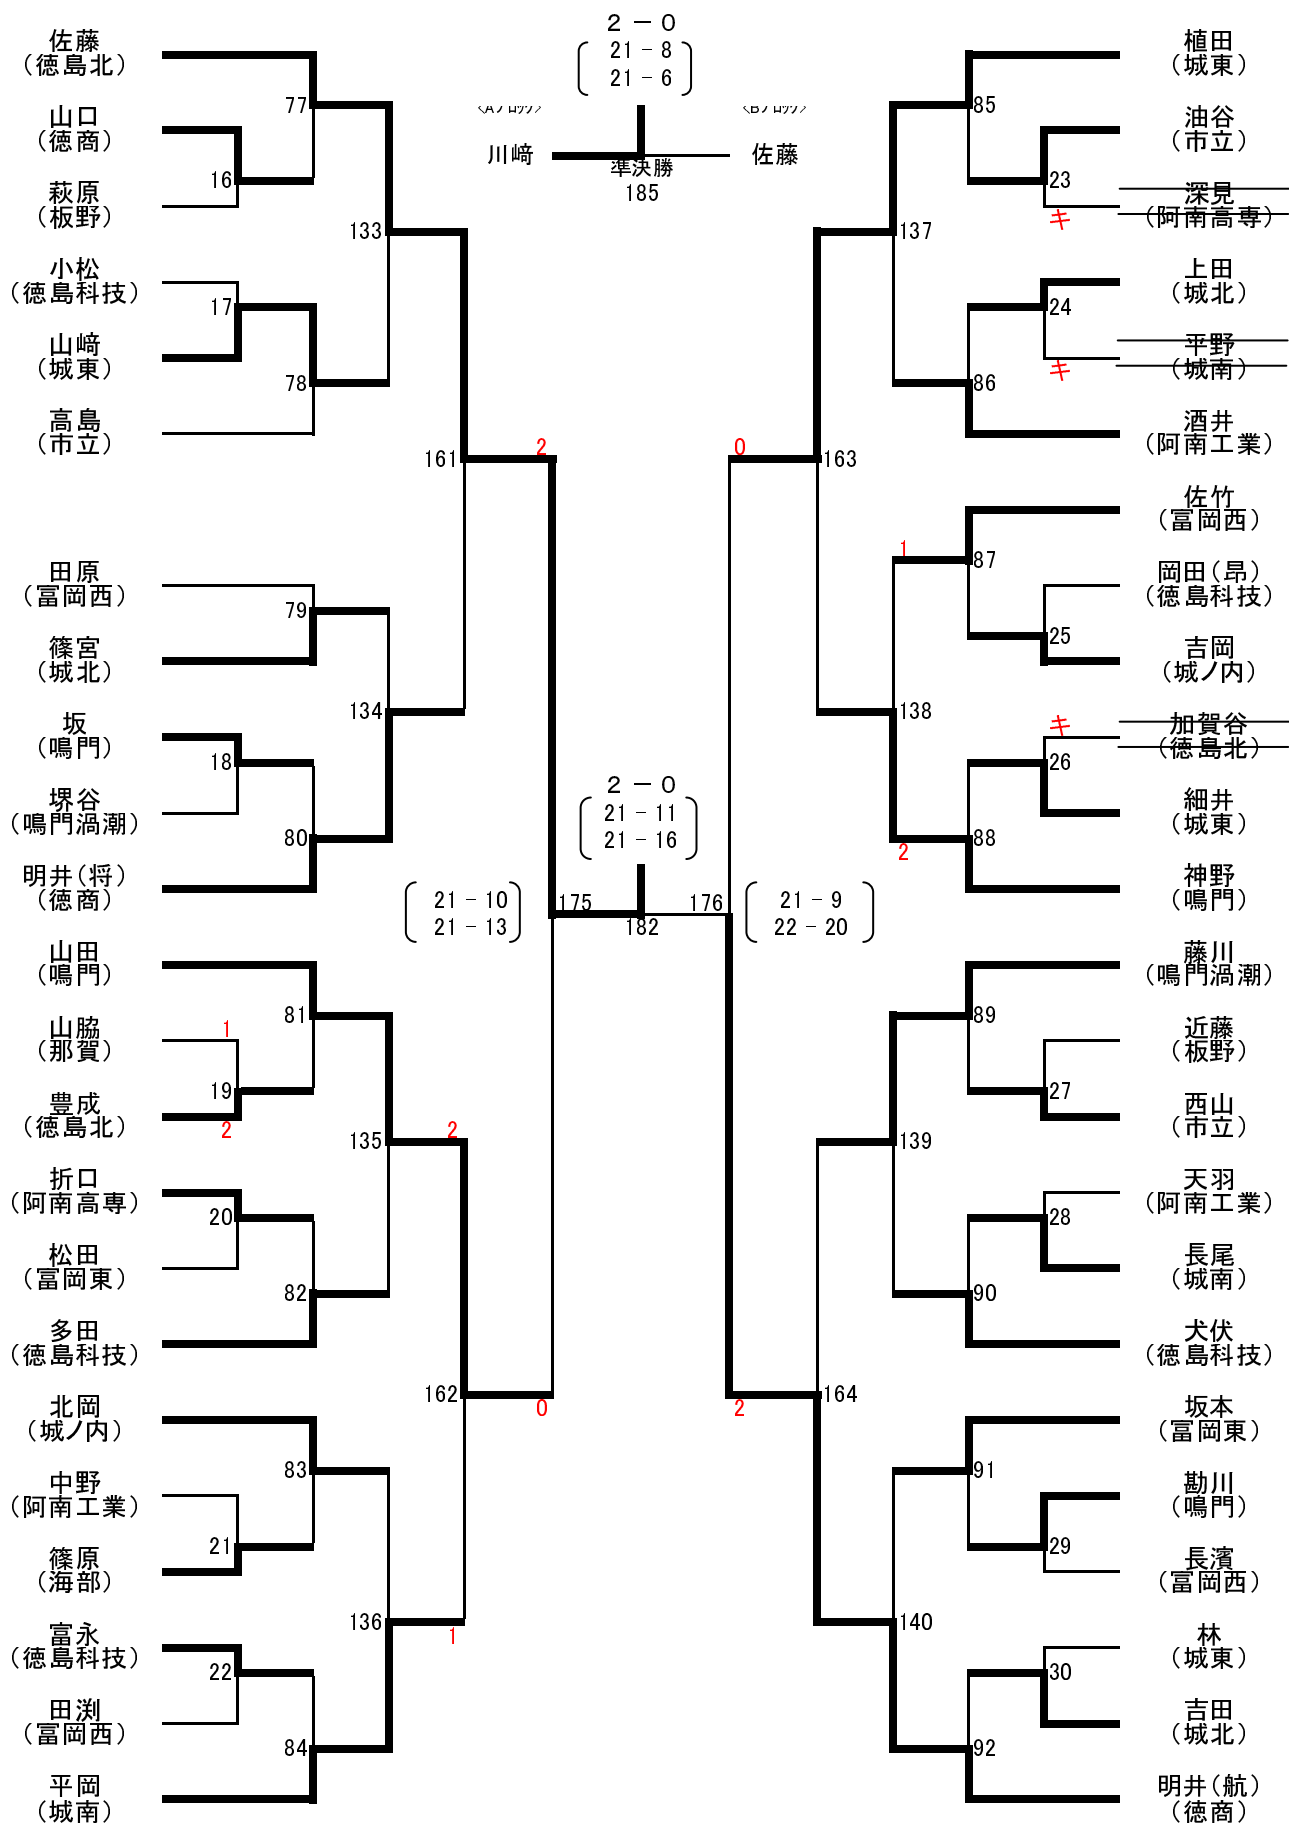 2 － 0
21 － 8
21 － 6
川﨑
佐藤
準決勝
185
佐藤
（徳島北）
77
山口
（徳商）
16
萩原
（板野）
133
小松
（徳島科技）
17
山﨑
（城東）
78
高島
（市立）
161
2
田原
（富岡西）
79
篠宮
（城北）
134
坂
（鳴門）
18
堺谷
（鳴門渦潮）
80
明井（将）
（徳商）
山田
（鳴門）
81
山脇
（那賀）
1
19
豊成
（徳島北）
2
135
2
折口
（阿南高専）
20
松田
（富岡東）
82
多田
（徳島科技）
162
0
北岡
（城ノ内）
83
中野
（阿南工業）
21
篠原
（海部）
136
1
富永
（徳島科技）
22
田渕
（富岡西）
84
平岡
（城南）
2 － 0
21 － 11
21 － 16
21 － 10
21 － 13
175
182
176
21 － 9
22 － 20
植田
（城東）
85
油谷
（市立）
23
深見
（阿南高専）
キ
137
上田
（城北）
24
平野
（城南）
キ
86
酒井
（阿南工業）
0
163
佐竹
（富岡西）
1
87
岡田（昂）
（徳島科技）
25
吉岡
（城ノ内）
138
キ
加賀谷
（徳島北）
26
細井
（城東）
2
88
神野
（鳴門）
藤川
（鳴門渦潮）
89
近藤
（板野）
27
西山
（市立）
139
天羽
（阿南工業）
28
長尾
（城南）
90
犬伏
（徳島科技）
2
164
坂本
（富岡東）
91
勘川
（鳴門）
29
長濱
（富岡西）
140
林
（城東）
30
吉田
（城北）
92
明井（航）
（徳商）